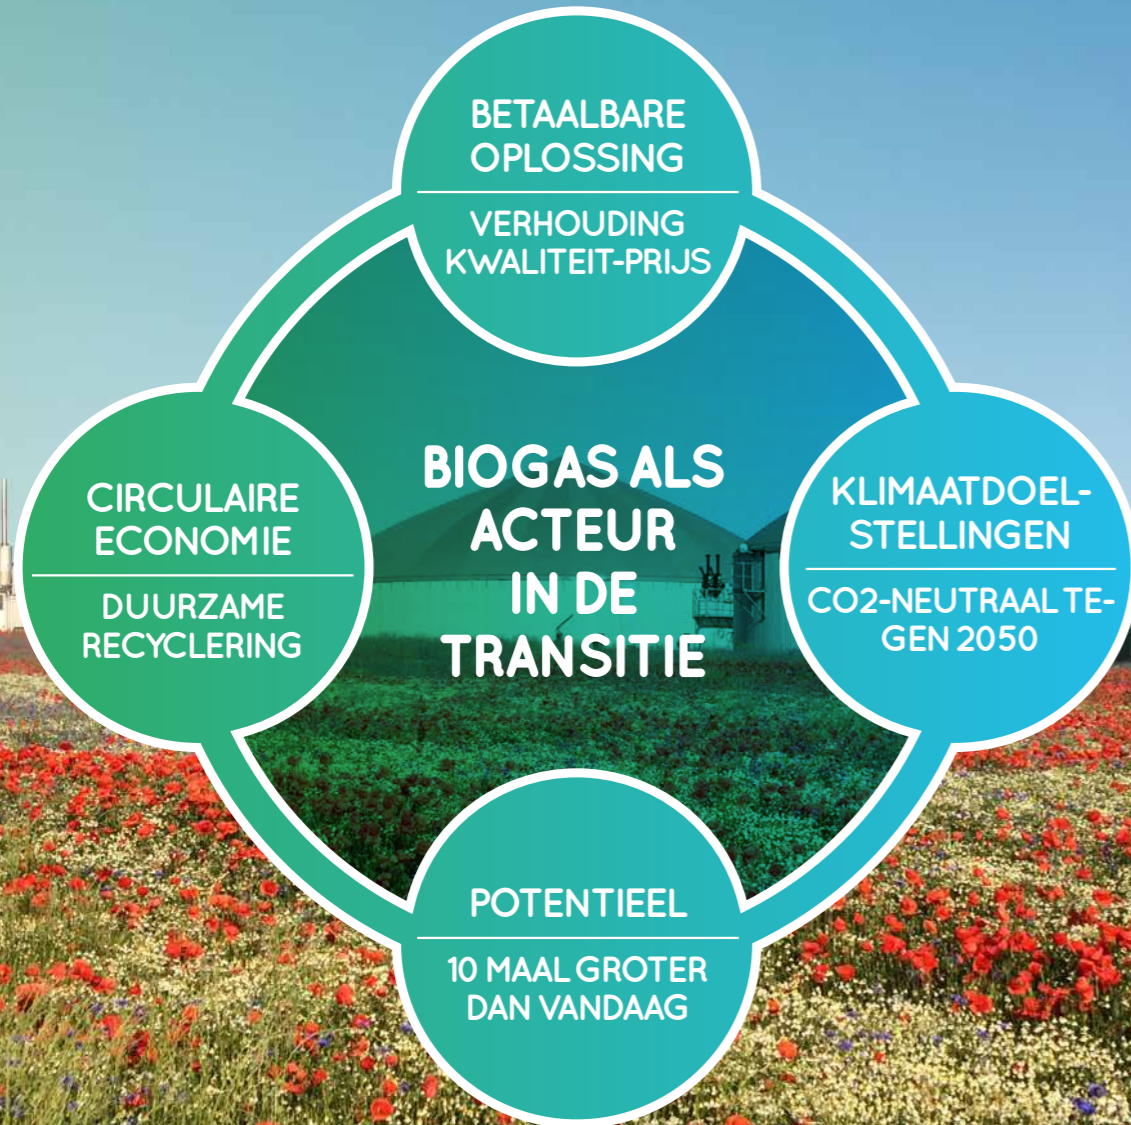 BETAALBARE
OPLOSSING
VERHOUDING
KWALITEIT-PRIJS
CIRCULAIRE
ECONOMIE
DUURZAME
RECYCLERING
BIOGAS ALS
ACTEUR
IN DE
TRANSITIE
KLIMAATDOEL-
STELLINGEN
CO2-NEUTRAAL TE-
GEN 2050
POTENTIEEL
10 MAAL GROTER
DAN VANDAAG